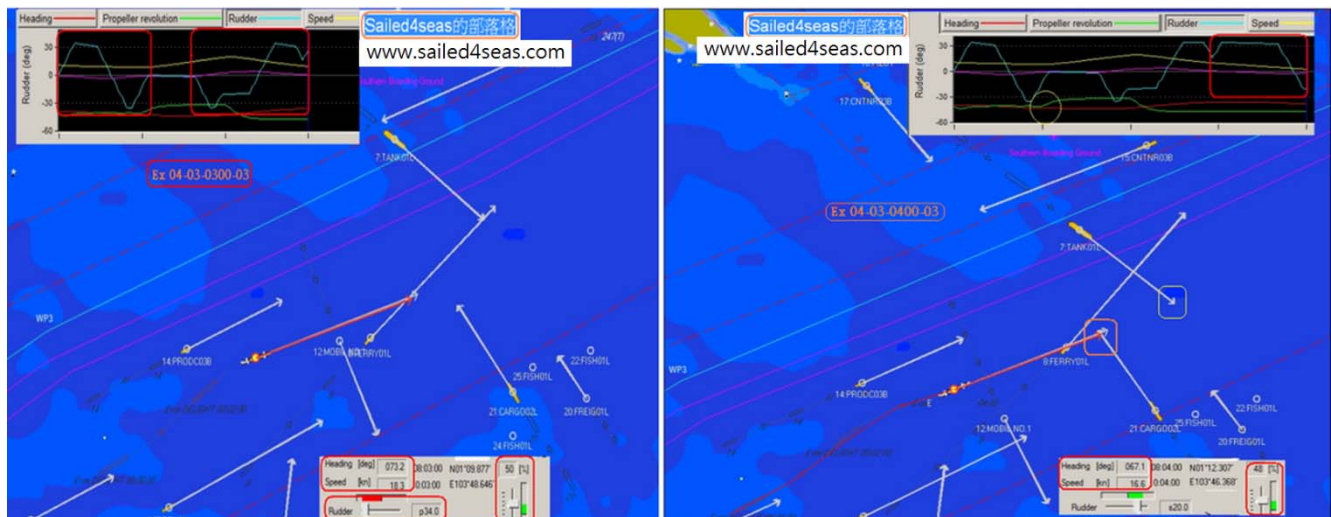 Heading
Propeller revolution
Rudder
Speed
Sailed4seas的部落格
www.sailed4seas.com
Rudder (deg)
30
0
-30
-60
247(T)
Southern Boarding Ground
7:TANK01L
Ex 04-03-0300-03
WP3
14:PRODC03B
12:MOBIL NO.1
8:FERRY01L
22:FISH01L
25:FISH01L
20:FREIG01L
21:CARGO02L
24:FISH01L
Heading [deg] 073.2 08:03:00 N01°09.877' 50 [%]
Speed [kn] 18.3 0:03:00 E103°48.646'
Rudder p34.0
Sailed4seas的部落格
www.sailed4seas.com
Heading
Propeller revolution
Rudder
Speed
Rudder (deg)
30
0
-30
-60
17:CNTNR03B
Southern Boarding Ground
15:CNTNR03B
Ex 04-03-0400-03
7:TANK01L
WP3
8:FERRY01L
14:PRODC03B
E
12:MOBIL NO.1
21:CARGO02L
25:FISH01L
22:FISH01L
20:FREIG01L
Heading [deg] 067.1 08:04:00 N01°12.307' 48 [%]
Speed [kn] 16.6 0:04:00 E103°46.368'
Rudder s20.0